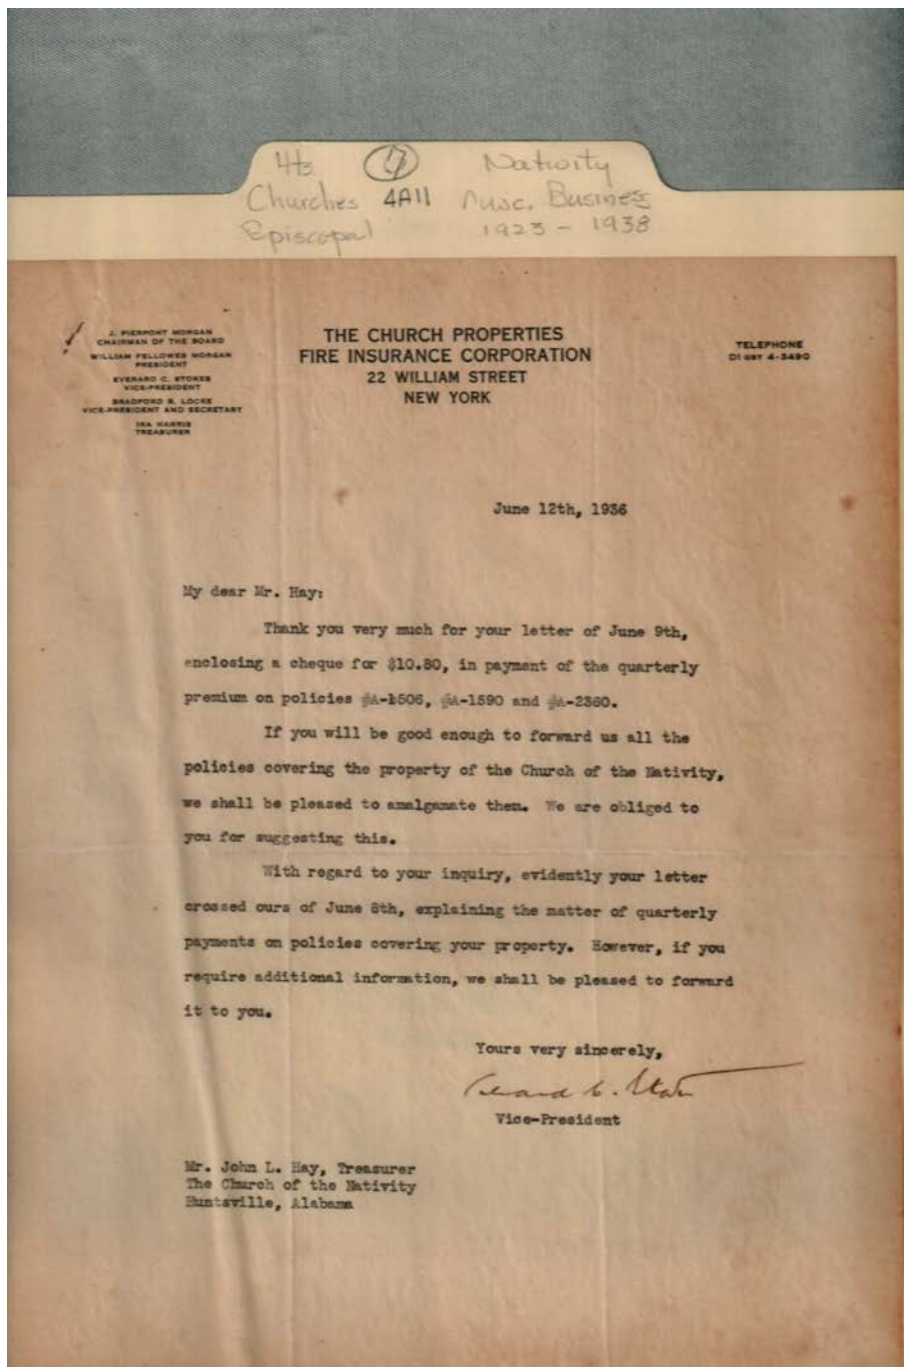 4ts 17 Nativity
Churches 4A11 Misc. Business
Episcopal 1923 - 1938
J. PIERPONT MORGAN
CHAIRMAN OF THE BOARD
WILLIAM FELLOWES MORGAN
PRESIDENT
EVERARD C. STOKES
VICE-PRESIDENT
BRADFORD B. LOCKE
VICE-PRESIDENT AND SECRETARY
IRA HARRIS
TREASURER
THE CHURCH PROPERTIES
FIRE INSURANCE CORPORATION
22 WILLIAM STREET
NEW YORK
TELEPHONE
DI GBY 4-3490
June 12th, 1936
My dear Mr. Hay:
Thank you very much for your letter of June 9th,
enclosing a cheque for $10.80, in payment of the quarterly
premium on policies #A-1506, #A-1590 and #A-2360.
If you will be good enough to forward us all the
policies covering the property of the Church of the Nativity,
we shall be pleased to amalgamate them. We are obliged to
you for suggesting this.
With regard to your inquiry, evidently your letter
crossed ours of June 8th, explaining the matter of quarterly
payments on policies covering your property. However, if you
require additional information, we shall be pleased to forward
it to you.
Yours very sincerely,
Everard C. Stokes
Vice-President
Mr. John L. Hay, Treasurer
The Church of the Nativity
Huntsville, Alabama